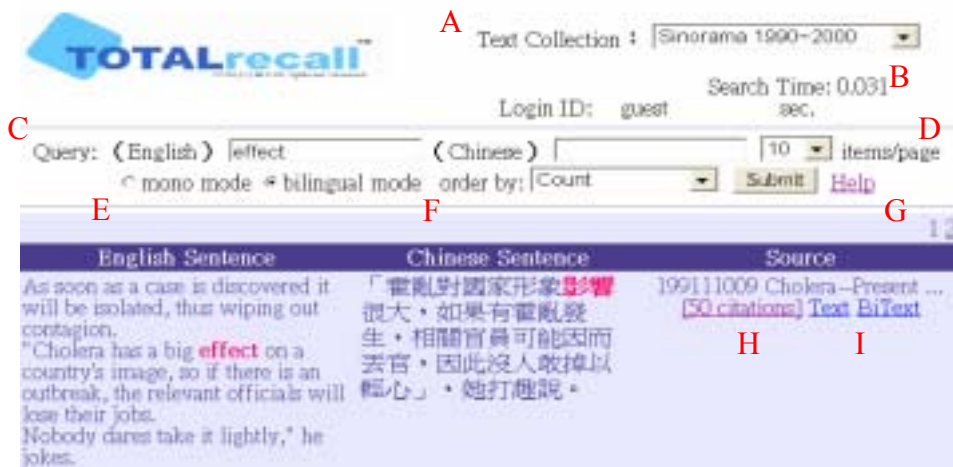 A
Text Collection : Sinorama 1990~2000
TOTALrecall™
B
Search Time: 0.031 sec.
Login ID: guest
C
D
Query: (English) effect (Chinese) 10 items/page
mono mode bilingual mode order by: Count Submit Help
E
F
G
1 2
English Sentence Chinese Sentence Source
As soon as a case is discovered it
will be isolated, thus wiping out
contagion.
"Cholera has a big effect on a
country's image, so if there is an
outbreak, the relevant officials will
lose their jobs.
Nobody dares take it lightly," he
jokes.
「霍亂對國家形象影響
很大，如果有霍亂發
生，相關官員可能因而
丟官，因此沒人敢掉以
輕心」，她打趣說。
199111009 Cholera--Present ...
[50 citations] Text BiText
H
I